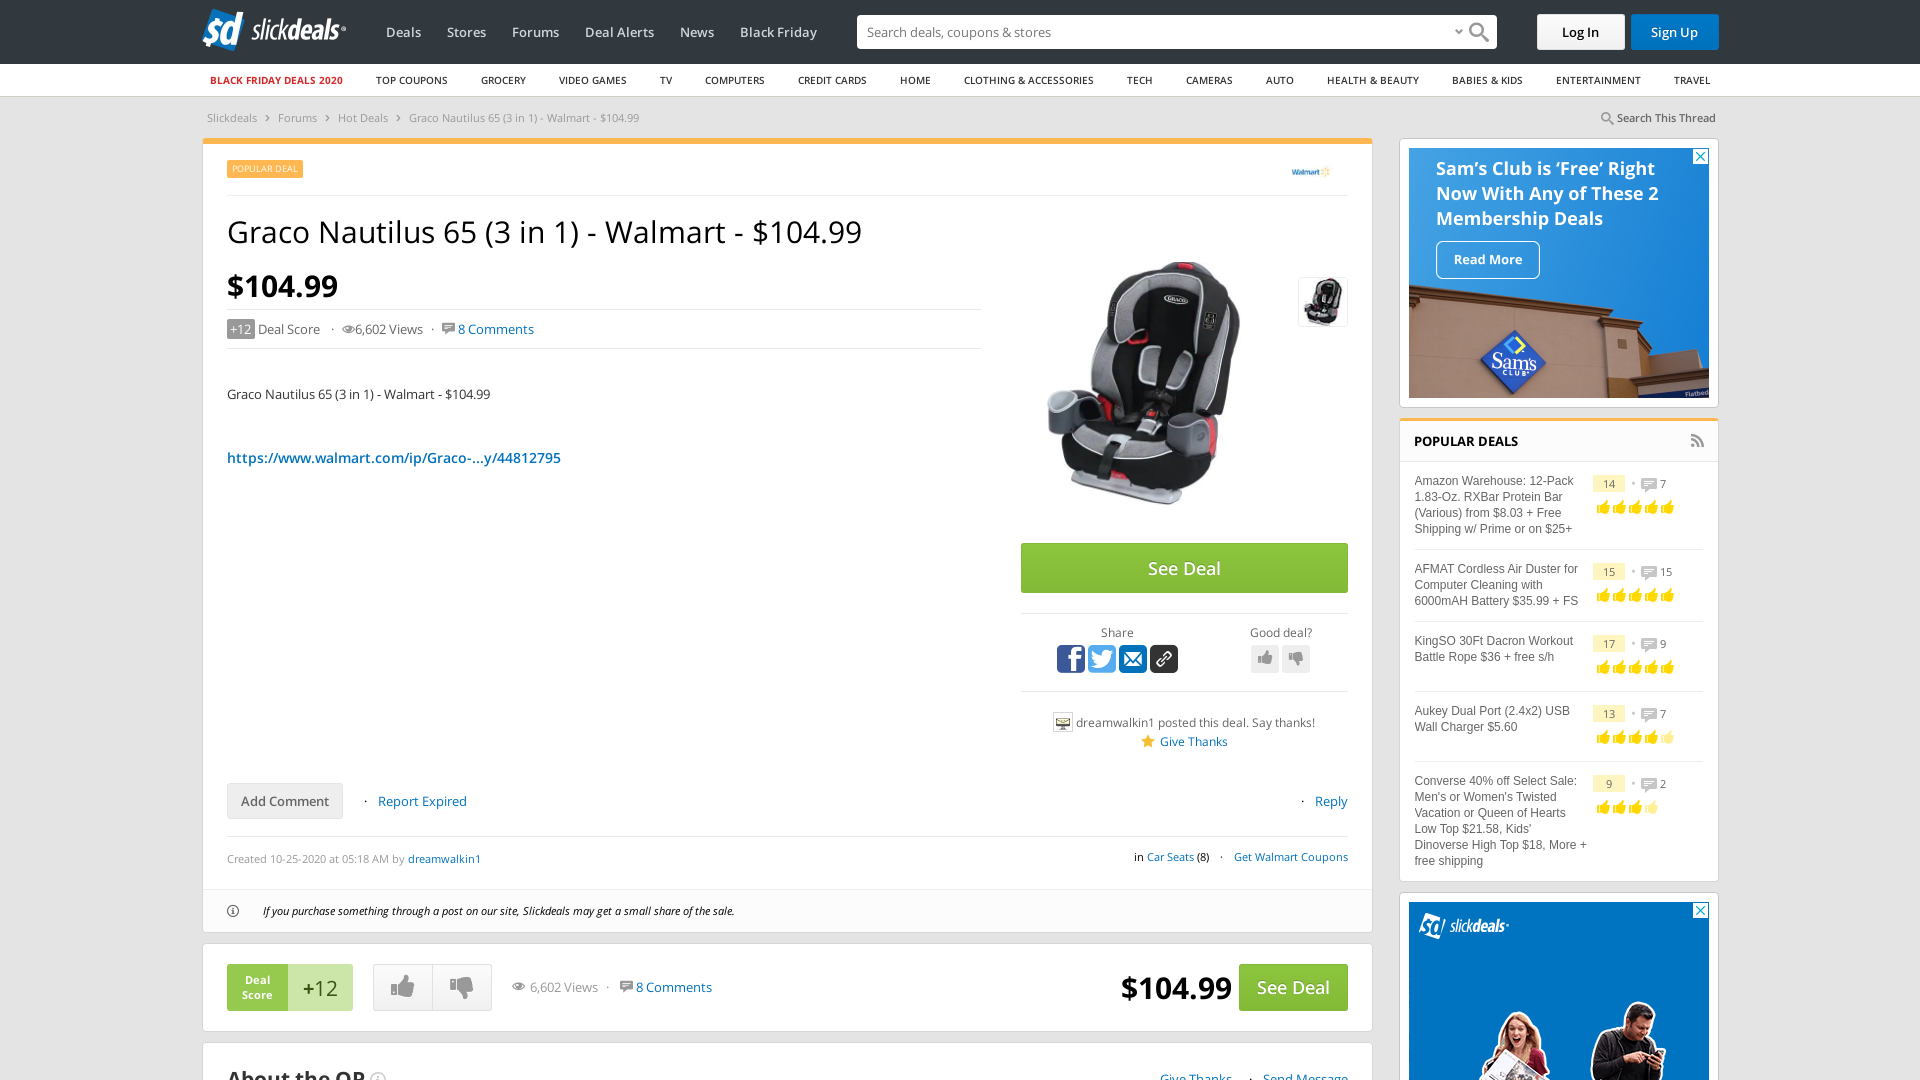 slickdeals
Deals Stores Forums Deal Alerts News Black Friday
Search deals, coupons & shopping
Log In Sign Up
BLACK FRIDAY DEALS 2020 TOP COUPONS GROCERY VIDEO GAMES TV COMPUTERS CREDIT CARDS HOME CLOTHING & ACCESSORIES TECH CAMERAS AUTO HEALTH & BEAUTY BABIES & KIDS ENTERTAINMENT TRAVEL
Slickdeals › Forums › Hot Deals › Graco Nautilus 65 (3 in 1) - Walmart - $104.99
Search This Thread
POPULAR DEAL
Walmart
Graco Nautilus 65 (3 in 1) - Walmart - $104.99
$104.99
+12 Deal Score · 6,602 Views · 8 Comments
Graco Nautilus 65 (3 in 1) - Walmart - $104.99
https://www.walmart.com/ip/Graco-...y/44812795
GRACO
See Deal
Share Good deal?
dreamwalkin1 posted this deal. Say thanks!
Give Thanks
Add Comment · Report Expired
· Reply
Created 10-25-2020 at 05:18 AM by dreamwalkin1
in Car Seats (8) · Get Walmart Coupons
If you purchase something through a post on our site, Slickdeals may get a small share of the sale.
Deal
Score
+12
6,602 Views · 8 Comments
$104.99 See Deal
About the OP
Give Thanks · Send Message
Sam's Club is 'Free' Right
Now With Any of These 2
Membership Deals
Read More
Sam's
CLUB
Flatbed
POPULAR DEALS
Amazon Warehouse: 12-Pack
1.83-Oz. RXBar Protein Bar
(Various) from $8.03 + Free
Shipping w/ Prime or on $25+
14 • 7
AFMAT Cordless Air Duster for
Computer Cleaning with
6000mAH Battery $35.99 + FS
15 • 15
KingSO 30Ft Dacron Workout
Battle Rope $36 + free s/h
17 • 9
Aukey Dual Port (2.4x2) USB
Wall Charger $5.60
13 • 7
Converse 40% off Select Sale:
Men's or Women's Twisted
Vacation or Queen of Hearts
Low Top $21.58, Kids'
Dinoverse High Top $18, More +
free shipping
9 • 2
slickdeals